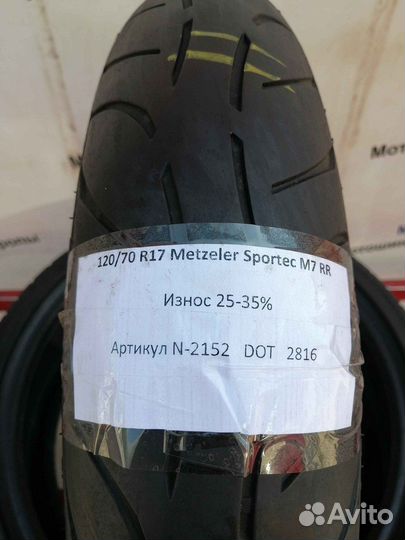 120/70 R17 Metzeler Sportec M7 RR
Износ 25-35%
Артикул N-2152 DOT 2816
Avito